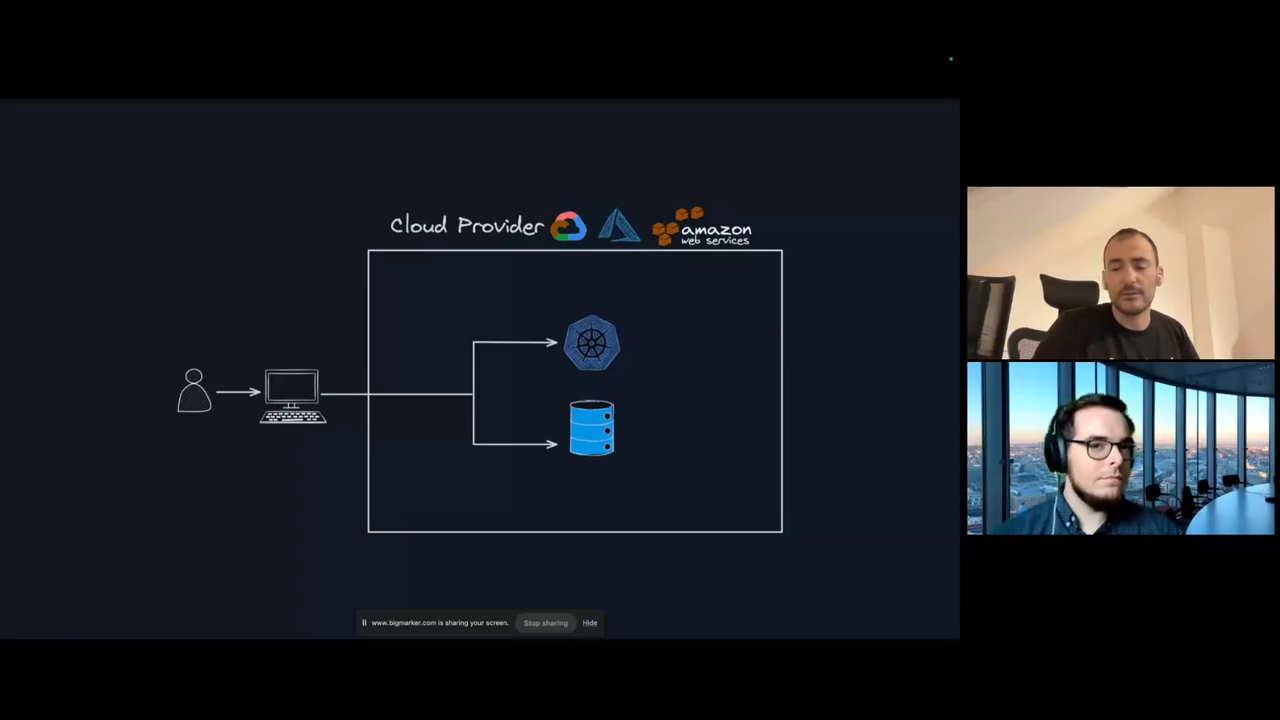 Cloud Provider
amazon
web services
www.bigmarker.com is sharing your screen.
Stop sharing
Hide